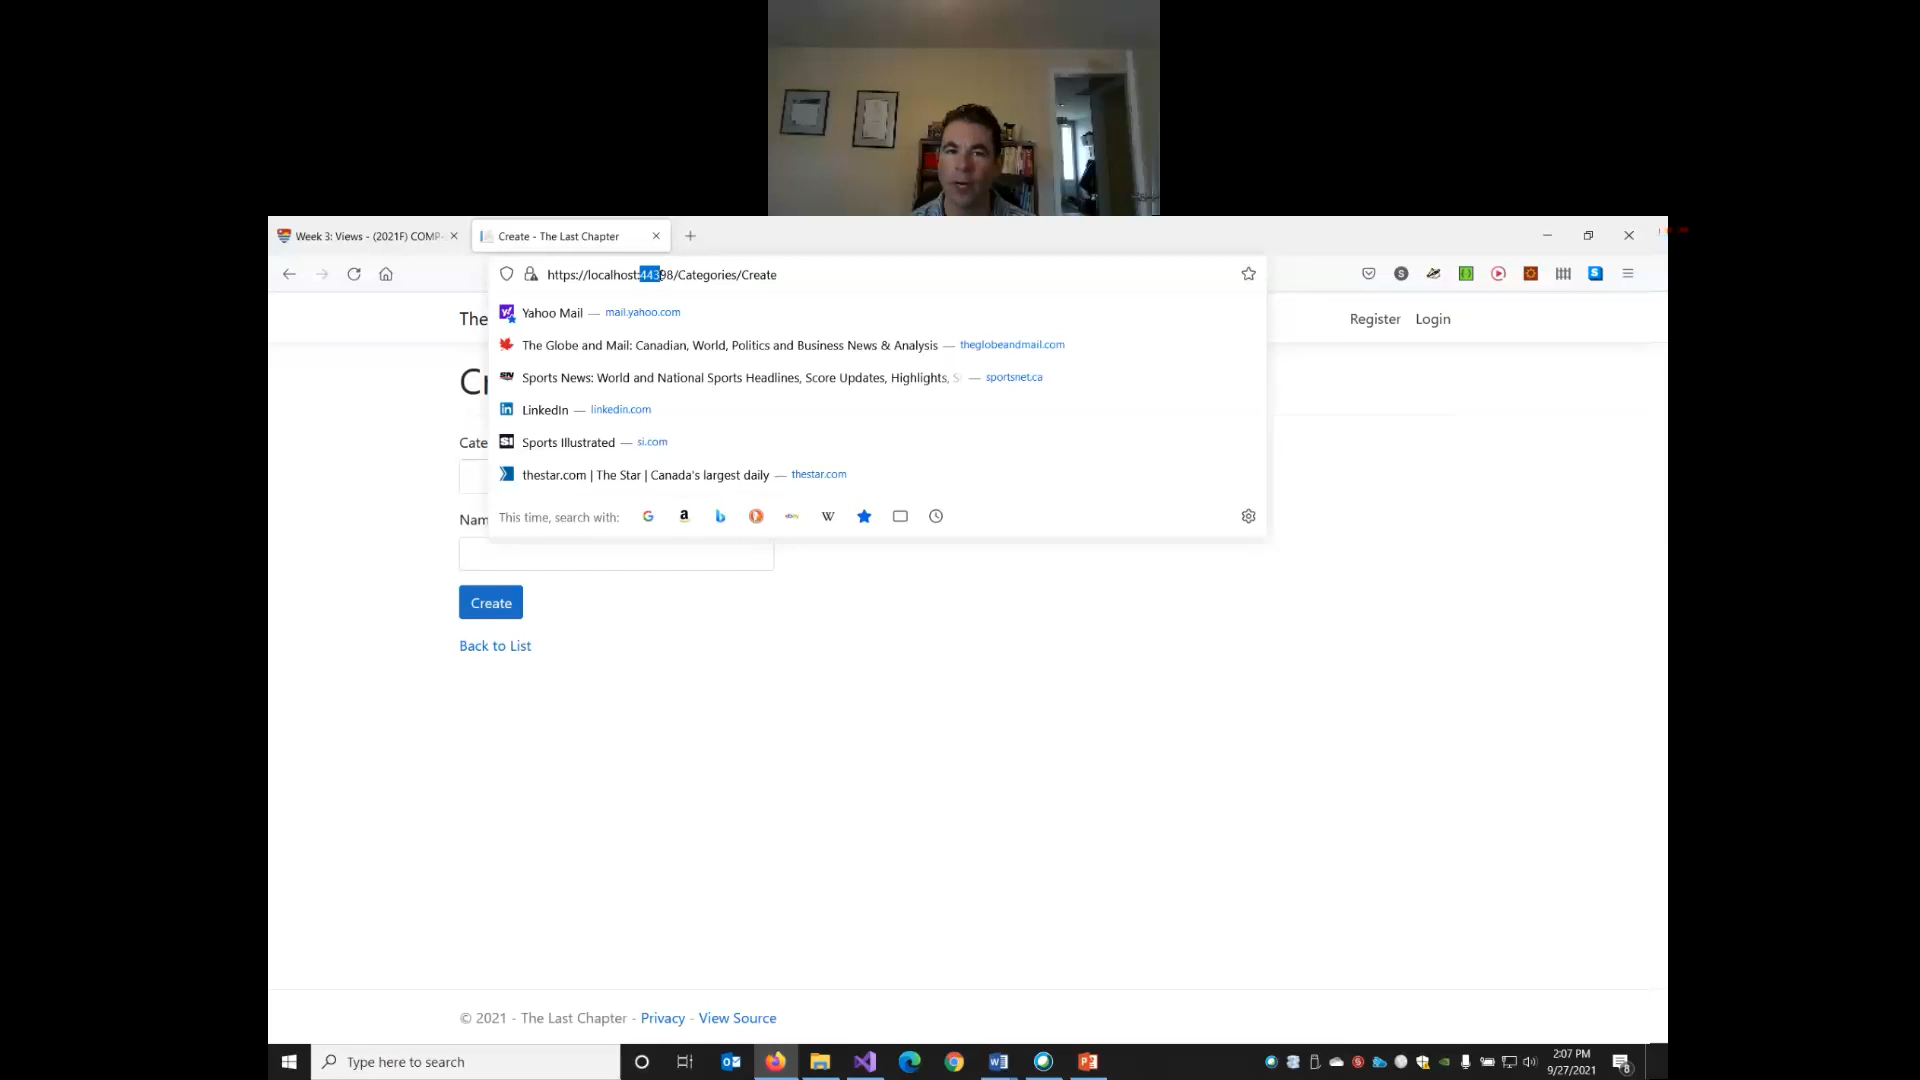 Week 3: Views - (2021F) COMP-
Create - The Last Chapter
https://localhost:44398/Categories/Create
Yahoo Mail — mail.yahoo.com
The Globe and Mail: Canadian, World, Politics and Business News & Analysis — theglobeandmail.com
Sports News: World and National Sports Headlines, Score Updates, Highlights, S — sportsnet.ca
LinkedIn — linkedin.com
SI Sports Illustrated — si.com
thestar.com | The Star | Canada's largest daily — thestar.com
This time, search with:
The
Register Login
Cr
Cate
Nam
Create
Back to List
© 2021 - The Last Chapter - Privacy - View Source
Type here to search
2:07 PM
9/27/2021
8